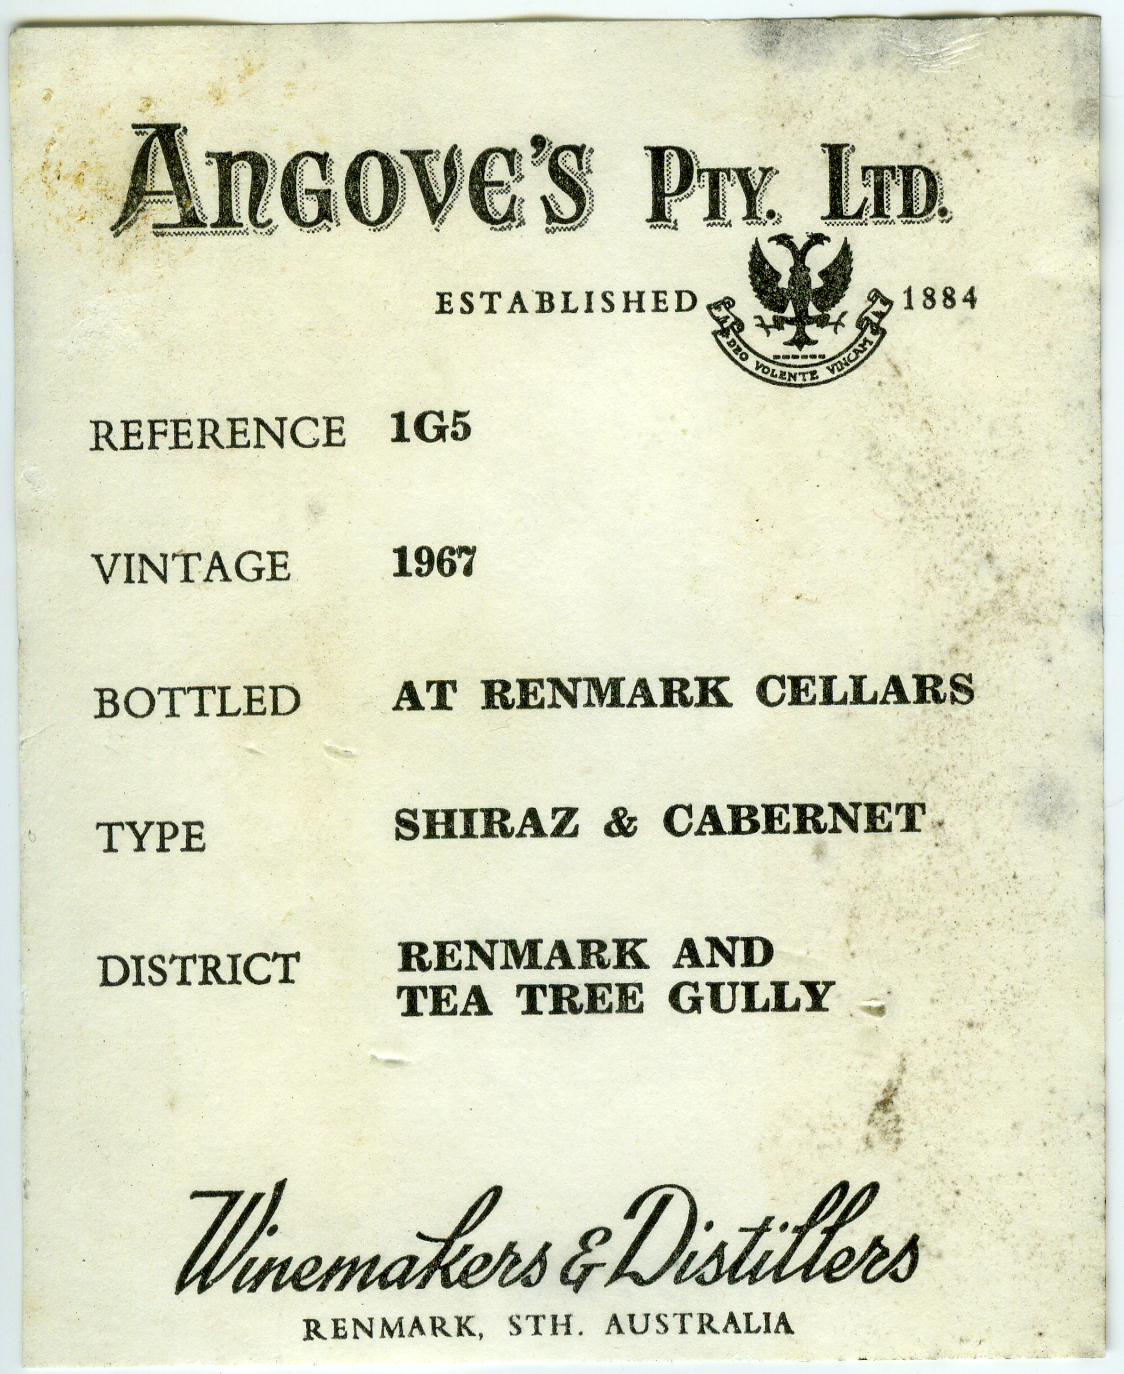 ANGOVE'S PTY. LTD.
ESTABLISHED 1884
DEO VOLENTE VINCAM
REFERENCE 1G5
VINTAGE 1967
BOTTLED AT RENMARK CELLARS
TYPE SHIRAZ & CABERNET
DISTRICT RENMARK AND
TEA TREE GULLY
Winemakers & Distillers
RENMARK, STH. AUSTRALIA